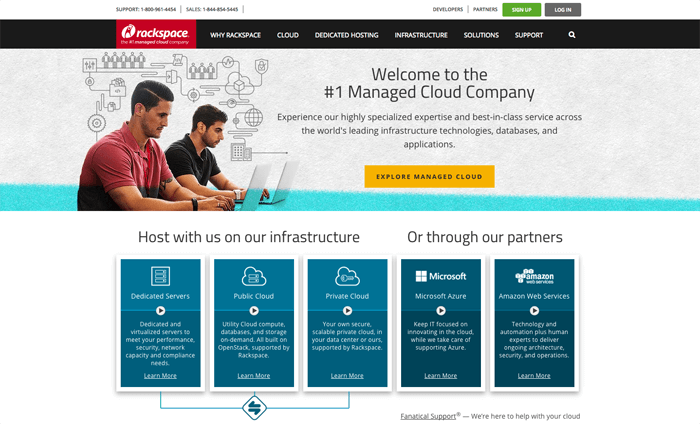 SUPPORT: 1-800-961-4454 | SALES: 1-844-854-5445
DEVELOPERS | PARTNERS SIGN UP LOG IN
rackspace.
the #1 managed cloud company
WHY RACKSPACE CLOUD DEDICATED HOSTING INFRASTRUCTURE SOLUTIONS SUPPORT
Welcome to the
#1 Managed Cloud Company
Experience our highly specialized expertise and best-in-class service across
the world's leading infrastructure technologies, databases, and
applications.
EXPLORE MANAGED CLOUD
Host with us on our infrastructure
Dedicated Servers
Dedicated and
virtualized servers to
meet your performance,
security, network
capacity and compliance
needs.
Learn More
Public Cloud
Utility Cloud compute,
databases, and storage
on-demand. All built on
OpenStack, supported by
Rackspace.
Learn More
Private Cloud
Your own secure,
scalable private cloud, in
your data center or ours,
supported by Rackspace.
Learn More
Or through our partners
Microsoft
Microsoft Azure
Keep IT focused on
innovating in the cloud,
while we take care of
supporting Azure.
Learn More
amazon
web services
Amazon Web Services
Technology and
automation plus human
experts to deliver
ongoing architecture,
security, and operations.
Learn More
Fanatical Support® — We're here to help with your cloud